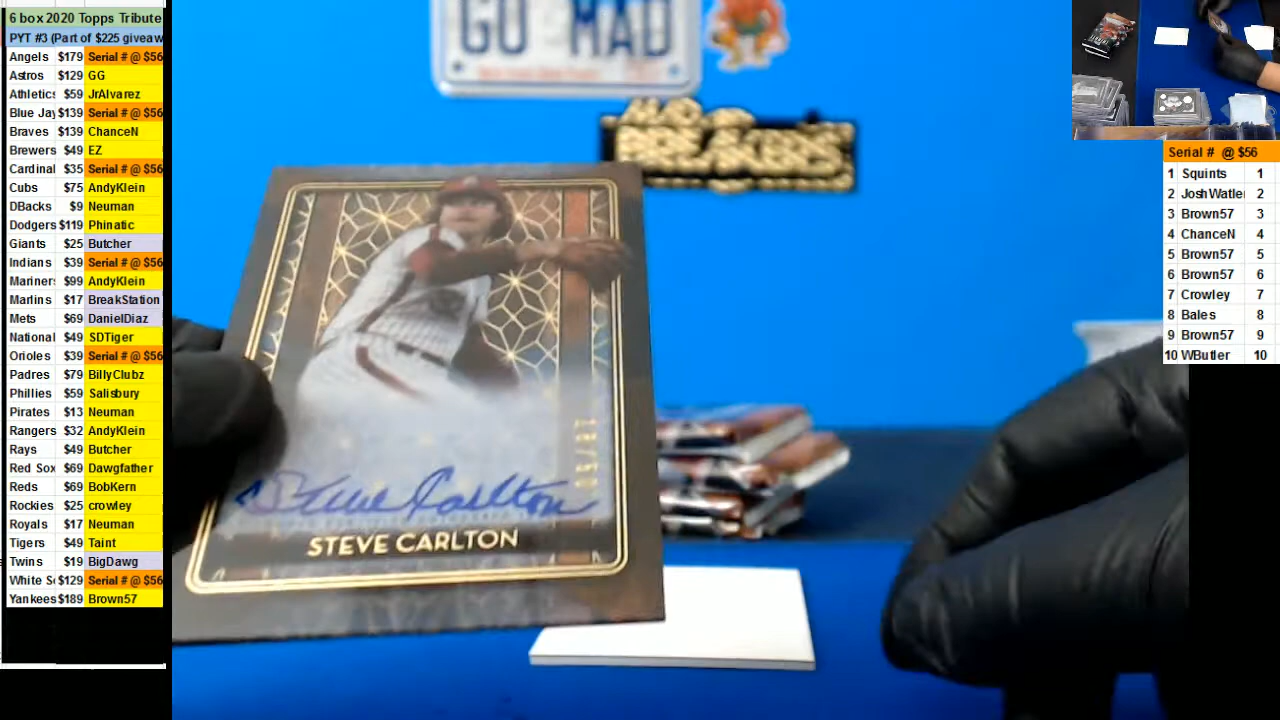 6 box 2020 Topps Tribute
PYT #3 (Part of $225 giveaw
Angels $179 Serial # @ $56
Astros $129 GG
Athletics $59 JrAlvarez
Blue Jay $139 Serial # @ $56
Braves $139 ChanceN
Brewers $49 EZ
Cardinal $35 Serial # @ $56
Cubs $75 AndyKlein
DBacks $9 Neuman
Dodgers $119 Phinatic
Giants $25 Butcher
Indians $39 Serial # @ $56
Mariners $99 AndyKlein
Marlins $17 BreakStation
Mets $69 DanielDiaz
National $49 SDTiger
Orioles $39 Serial # @ $56
Padres $79 BillyClubz
Phillies $59 Salisbury
Pirates $13 Neuman
Rangers $32 AndyKlein
Rays $49 Butcher
Red Sox $69 Dawgfather
Reds $69 BobKern
Rockies $25 crowley
Royals $17 Neuman
Tigers $49 Taint
Twins $19 BigDawg
White S $129 Serial # @ $56
Yankees $189 Brown57
GO MAD
Steve Carlton
STEVE CARLTON
Serial # @ $56
1 Squints 1
2 JoshWatle 2
3 Brown57 3
4 ChanceN 4
5 Brown57 5
6 Brown57 6
7 Crowley 7
8 Bales 8
9 Brown57 9
10 WButler 10